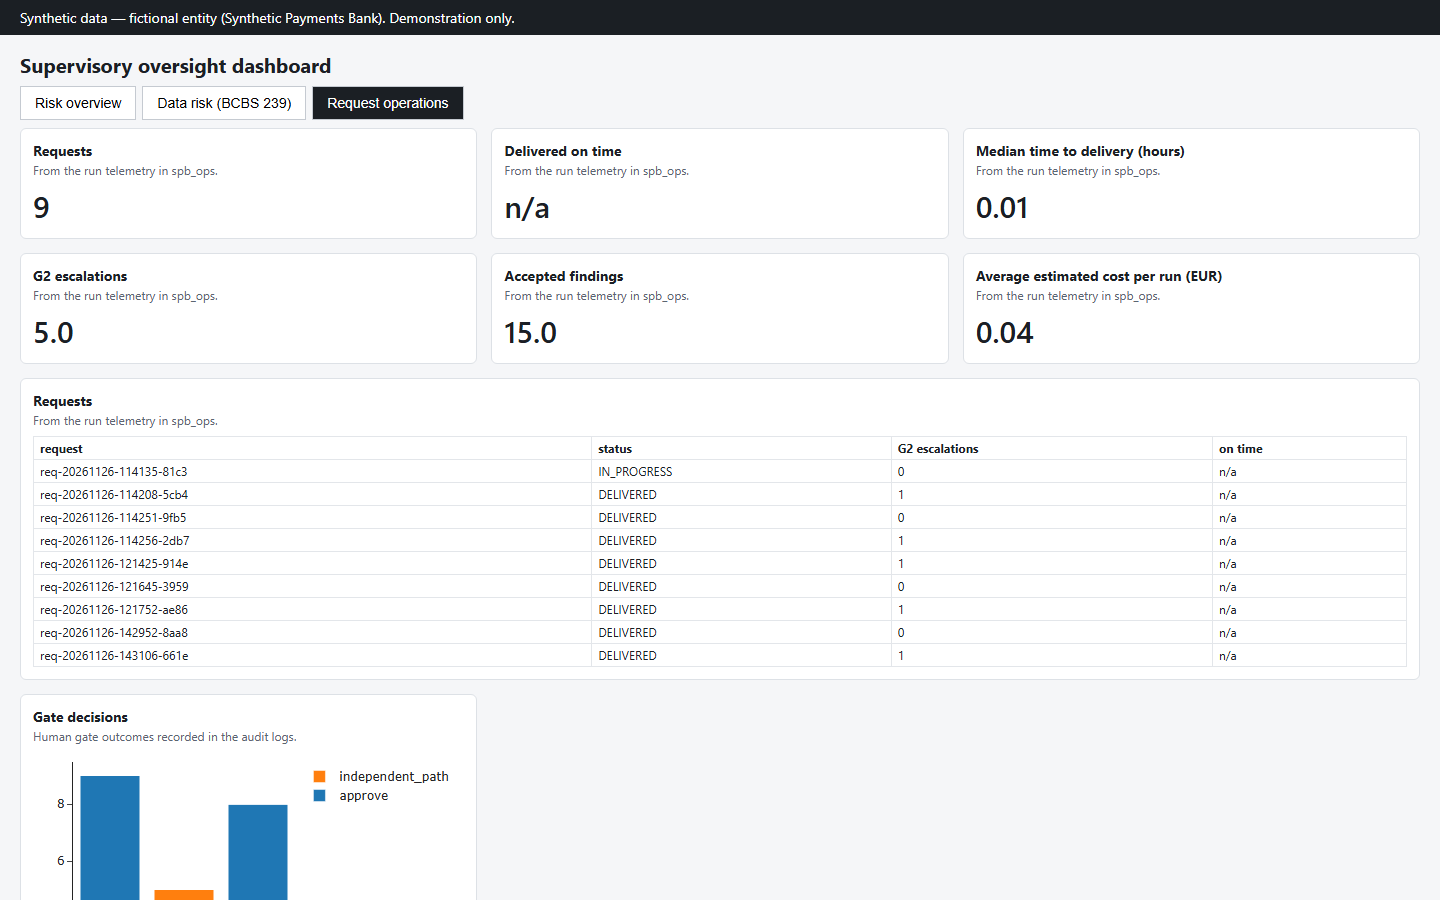 Synthetic data — fictional entity (Synthetic Payments Bank). Demonstration only.
Supervisory oversight dashboard
Risk overview Data risk (BCBS 239) Request operations
Requests
From the run telemetry in spb_ops.
9
Delivered on time
From the run telemetry in spb_ops.
n/a
Median time to delivery (hours)
From the run telemetry in spb_ops.
0.01
G2 escalations
From the run telemetry in spb_ops.
5.0
Accepted findings
From the run telemetry in spb_ops.
15.0
Average estimated cost per run (EUR)
From the run telemetry in spb_ops.
0.04
Requests
From the run telemetry in spb_ops.
request status G2 escalations on time
req-20261126-114135-81c3 IN_PROGRESS 0 n/a
req-20261126-114208-5cb4 DELIVERED 1 n/a
req-20261126-114251-9fb5 DELIVERED 0 n/a
req-20261126-114256-2db7 DELIVERED 1 n/a
req-20261126-121425-914e DELIVERED 1 n/a
req-20261126-121645-3959 DELIVERED 0 n/a
req-20261126-121752-ae86 DELIVERED 1 n/a
req-20261126-142952-8aa8 DELIVERED 0 n/a
req-20261126-143106-661e DELIVERED 1 n/a
Gate decisions
Human gate outcomes recorded in the audit logs.
independent_path
approve
8
6